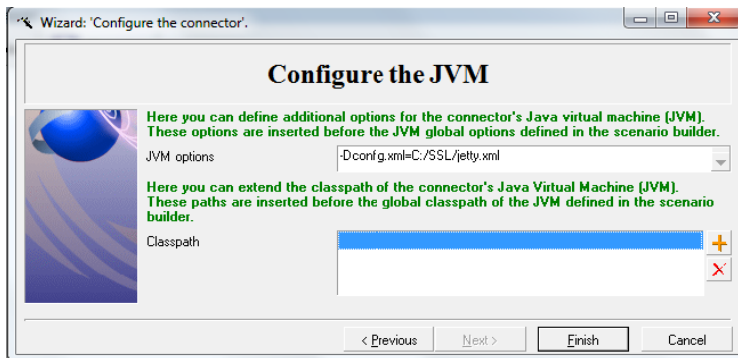 Wizard: 'Configure the connector'.
Configure the JVM
Here you can define additional options for the connector's Java virtual machine (JVM).
These options are inserted before the JVM global options defined in the scenario builder.
JVM options
-Dconfg.xml=C:/SSL/jetty.xml
Here you can extend the classpath of the connector's Java Virtual Machine (JVM).
These paths are inserted before the global classpath of the JVM defined in the scenario
builder.
Classpath
< Previous
Next >
Finish
Cancel